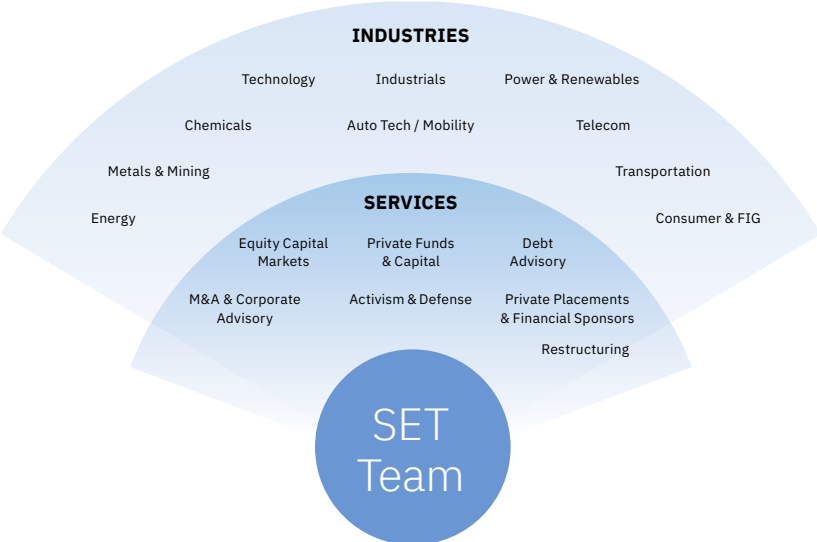 INDUSTRIES
Technology
Industrials
Power & Renewables
Chemicals
Auto Tech / Mobility
Telecom
Metals & Mining
Transportation
Energy
Consumer & FIG
SERVICES
Equity Capital
Markets
Private Funds
& Capital
Debt
Advisory
M&A & Corporate
Advisory
Activism & Defense
Private Placements
& Financial Sponsors
Restructuring
SET
Team